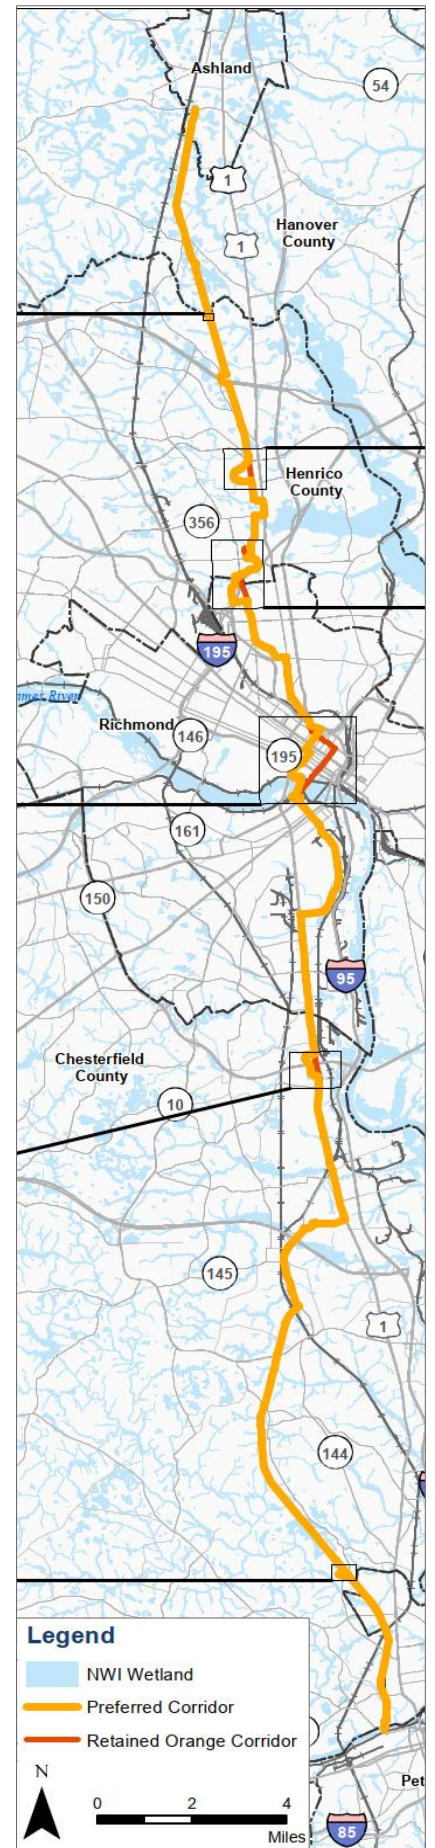 Ashland
54
1
Hanover
County
1
Henrico
County
356
195
Richmond
146
195
161
150
95
Chesterfield
County
10
145
1
144
Legend
NWI Wetland
Preferred Corridor
Retained Orange Corridor
N
0 2 4
Miles
Pet
85